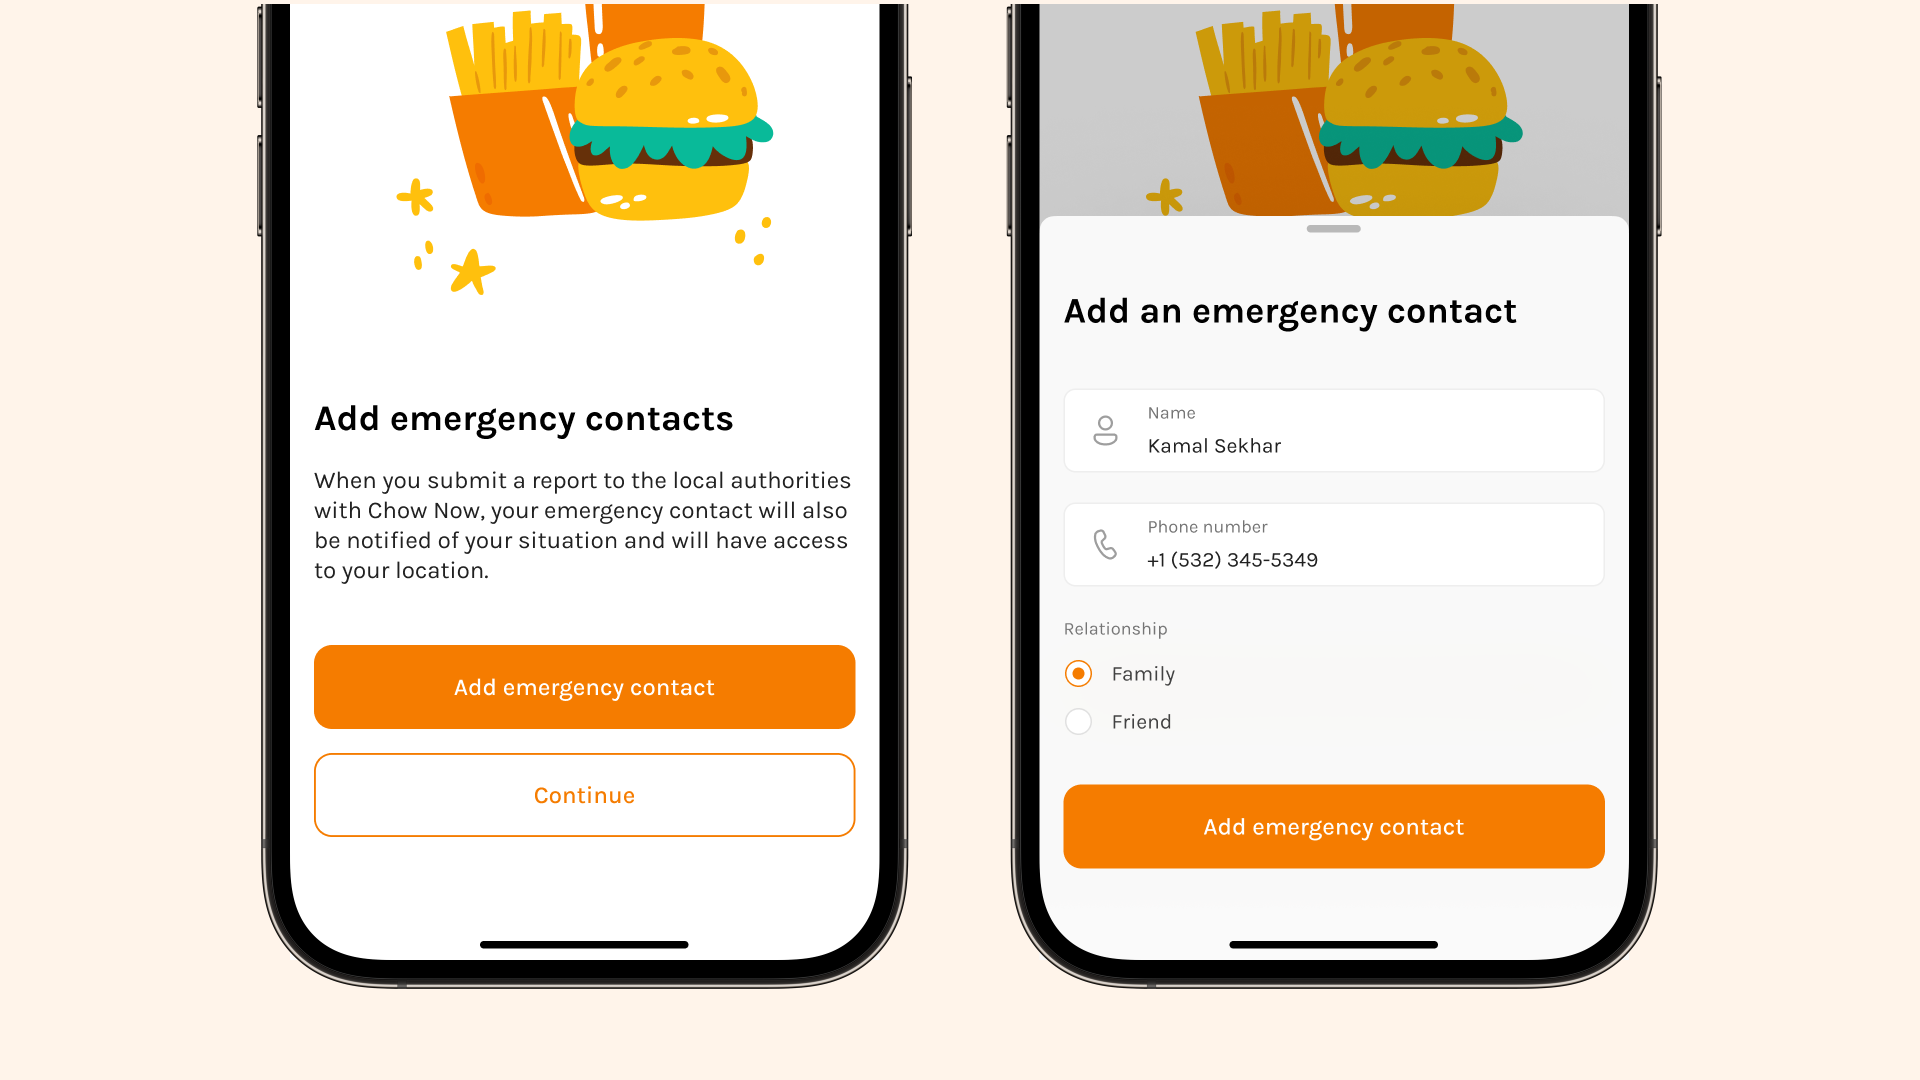 Add emergency contacts
When you submit a report to the local authorities
with Chow Now, your emergency contact will also
be notified of your situation and will have access
to your location.
Add emergency contact
Continue
Add an emergency contact
Name
Kamal Sekhar
Phone number
+1 (532) 345-5349
Relationship
Family
Friend
Add emergency contact